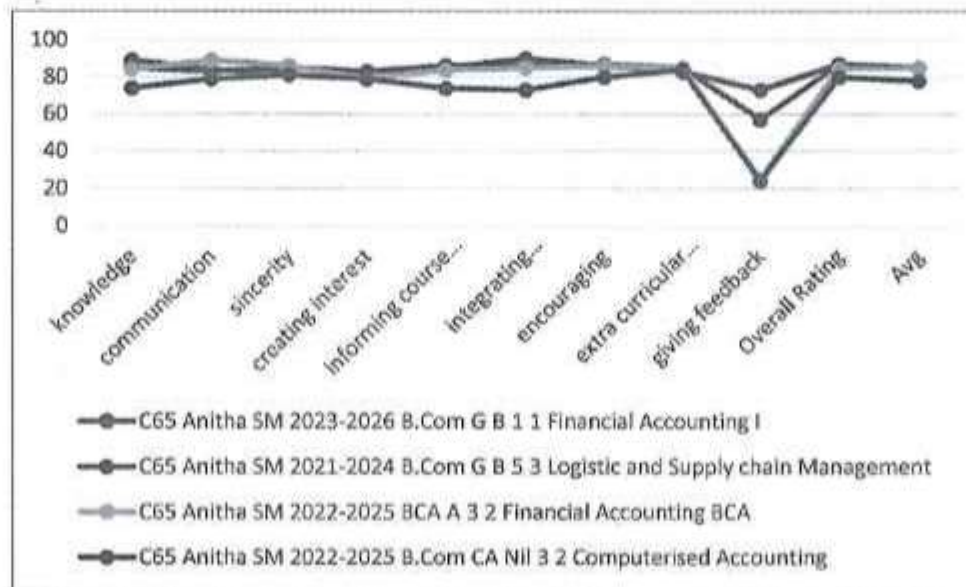 100
80
60
40
20
0
knowledge
communication
sincerity
creating interest
informing course...
integrating...
encouraging
extra curricular...
giving feedback
Overall Rating
Avg
C65 Anitha SM 2023-2026 B.Com G B 1 1 Financial Accounting I
C65 Anitha SM 2021-2024 B.Com G B 5 3 Logistic and Supply chain Management
C65 Anitha SM 2022-2025 BCA A 3 2 Financial Accounting BCA
C65 Anitha SM 2022-2025 B.Com CA Nil 3 2 Computerised Accounting